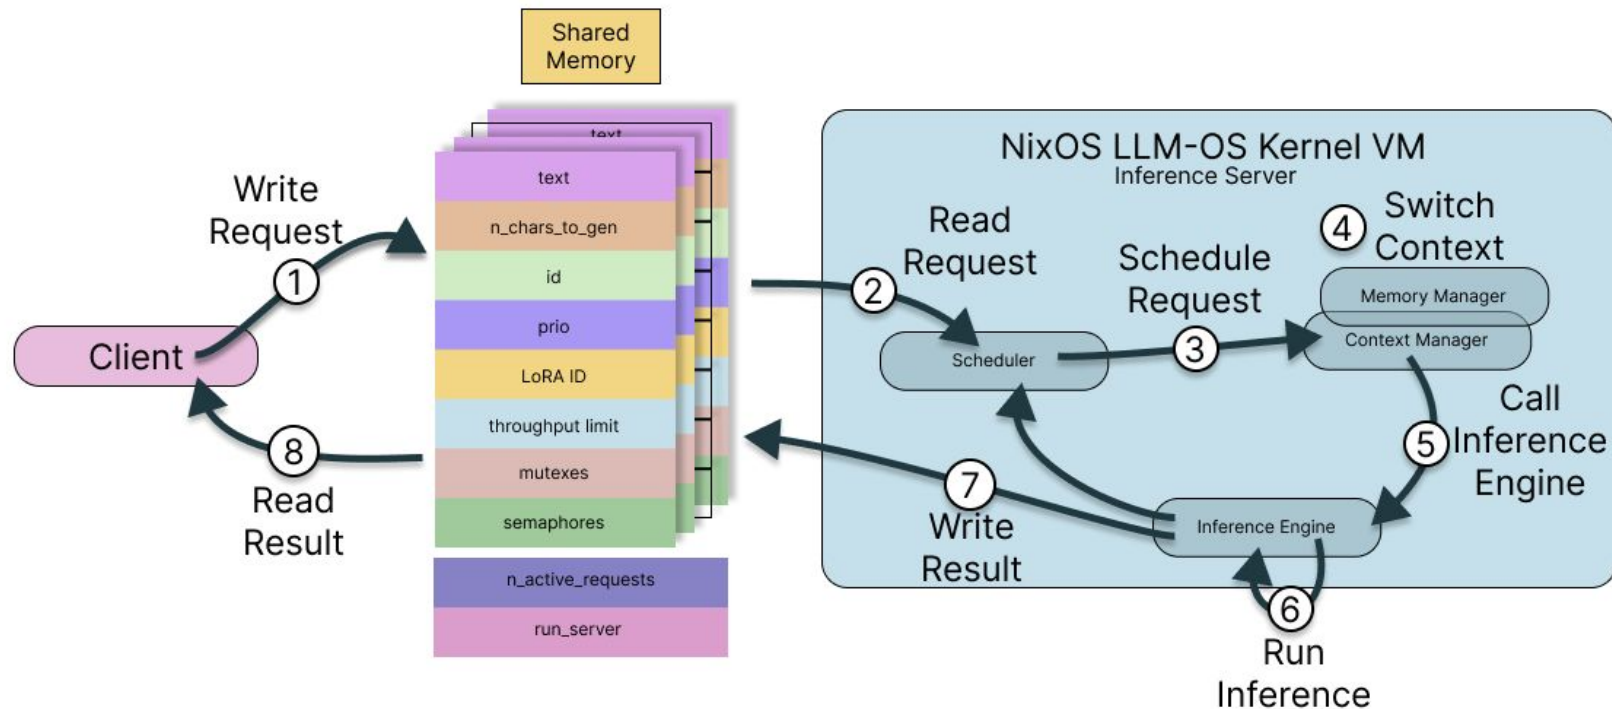 Shared
Memory
text
text
n_chars_to_gen
id
prio
LoRA ID
throughput limit
mutexes
semaphores
n_active_requests
run_server
Write
Request
1
Client
8
Read
Result
NixOS LLM-OS Kernel VM
Inference Server
Read
Request
2
Scheduler
Schedule
Request
3
4
Switch
Context
Memory Manager
Context Manager
Call
Inference
Engine
5
Inference Engine
6
Run
Inference
7
Write
Result